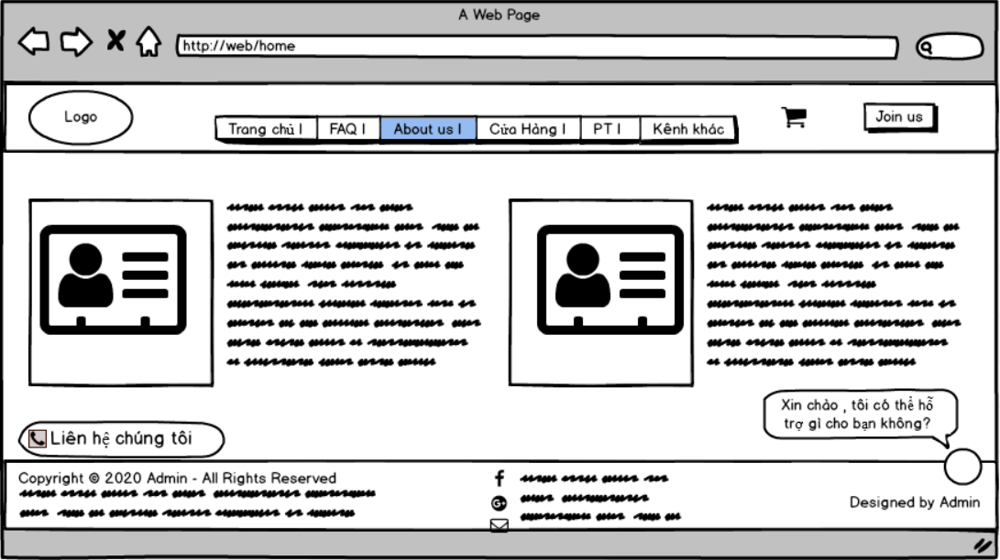 A Web Page
http://web/home
Logo
Trang chủ | FAQ | About us | Cửa Hàng | PT | Kênh khác
Join us
Xin chào , tôi có thể hỗ
trợ gì cho bạn không?
Liên hệ chúng tôi
Copyright © 2020 Admin - All Rights Reserved
Designed by Admin